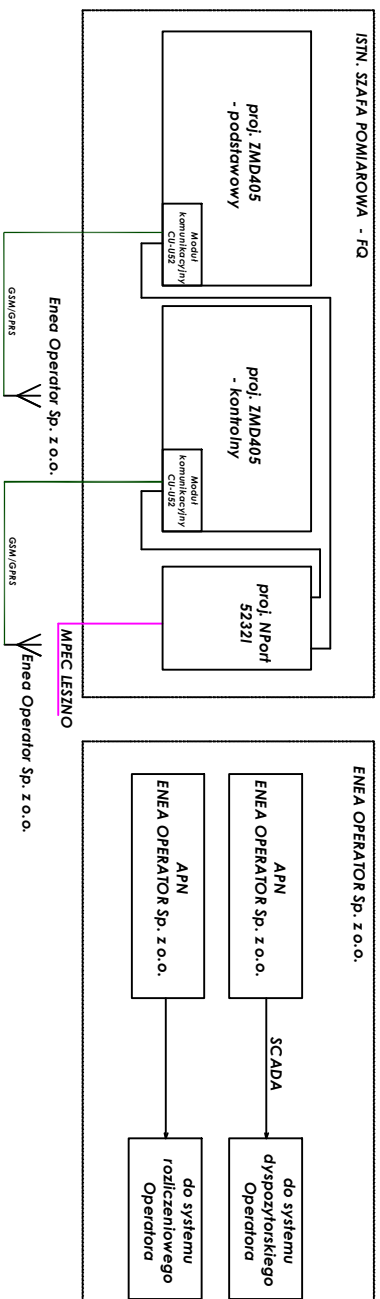 ISTN. SZAFA POMIAROWA - FQ
proj. ZMD405
- podstawowy
Moduł
komunikacyjny
CU-U52
proj. ZMD405
- kontrolny
Moduł
komunikacyjny
CU-U52
proj. NPort
5232I
GSM/GPRS
Enea Operator Sp. z o.o.
GSM/GPRS
Enea Operator Sp. z o.o.
MPEC LESZNO
ENEA OPERATOR Sp. z o.o.
APN
ENEA OPERATOR Sp. z o.o.
SCADA
do systemu
dyspozytorskiego
Operatora
APN
ENEA OPERATOR Sp. z o.o.
do systemu
rozliczeniowego
Operatora